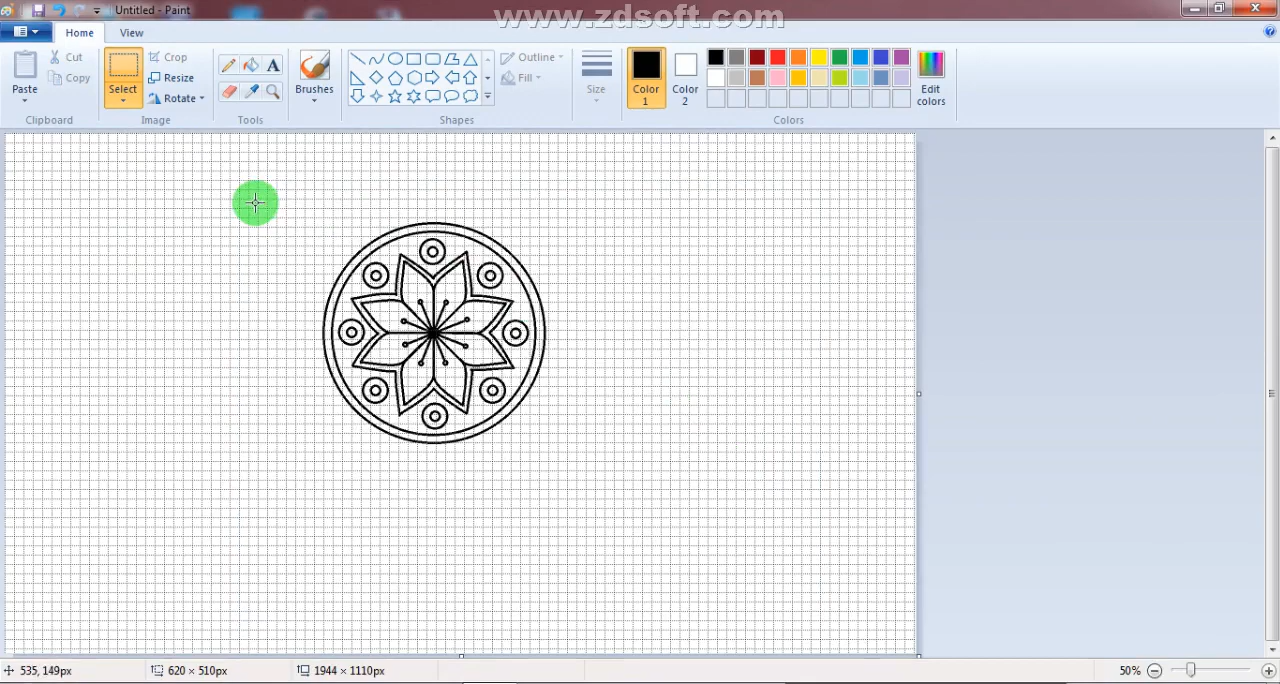 Untitled - Paint
www.zdsoft.com
Home
View
Paste
Cut
Copy
Clipboard
Select
Crop
Resize
Rotate
Image
A
Tools
Brushes
Outline
Fill
Shapes
Size
Color
1
Color
2
Edit
colors
Colors
535, 149px
620 × 510px
1944 × 1110px
50%